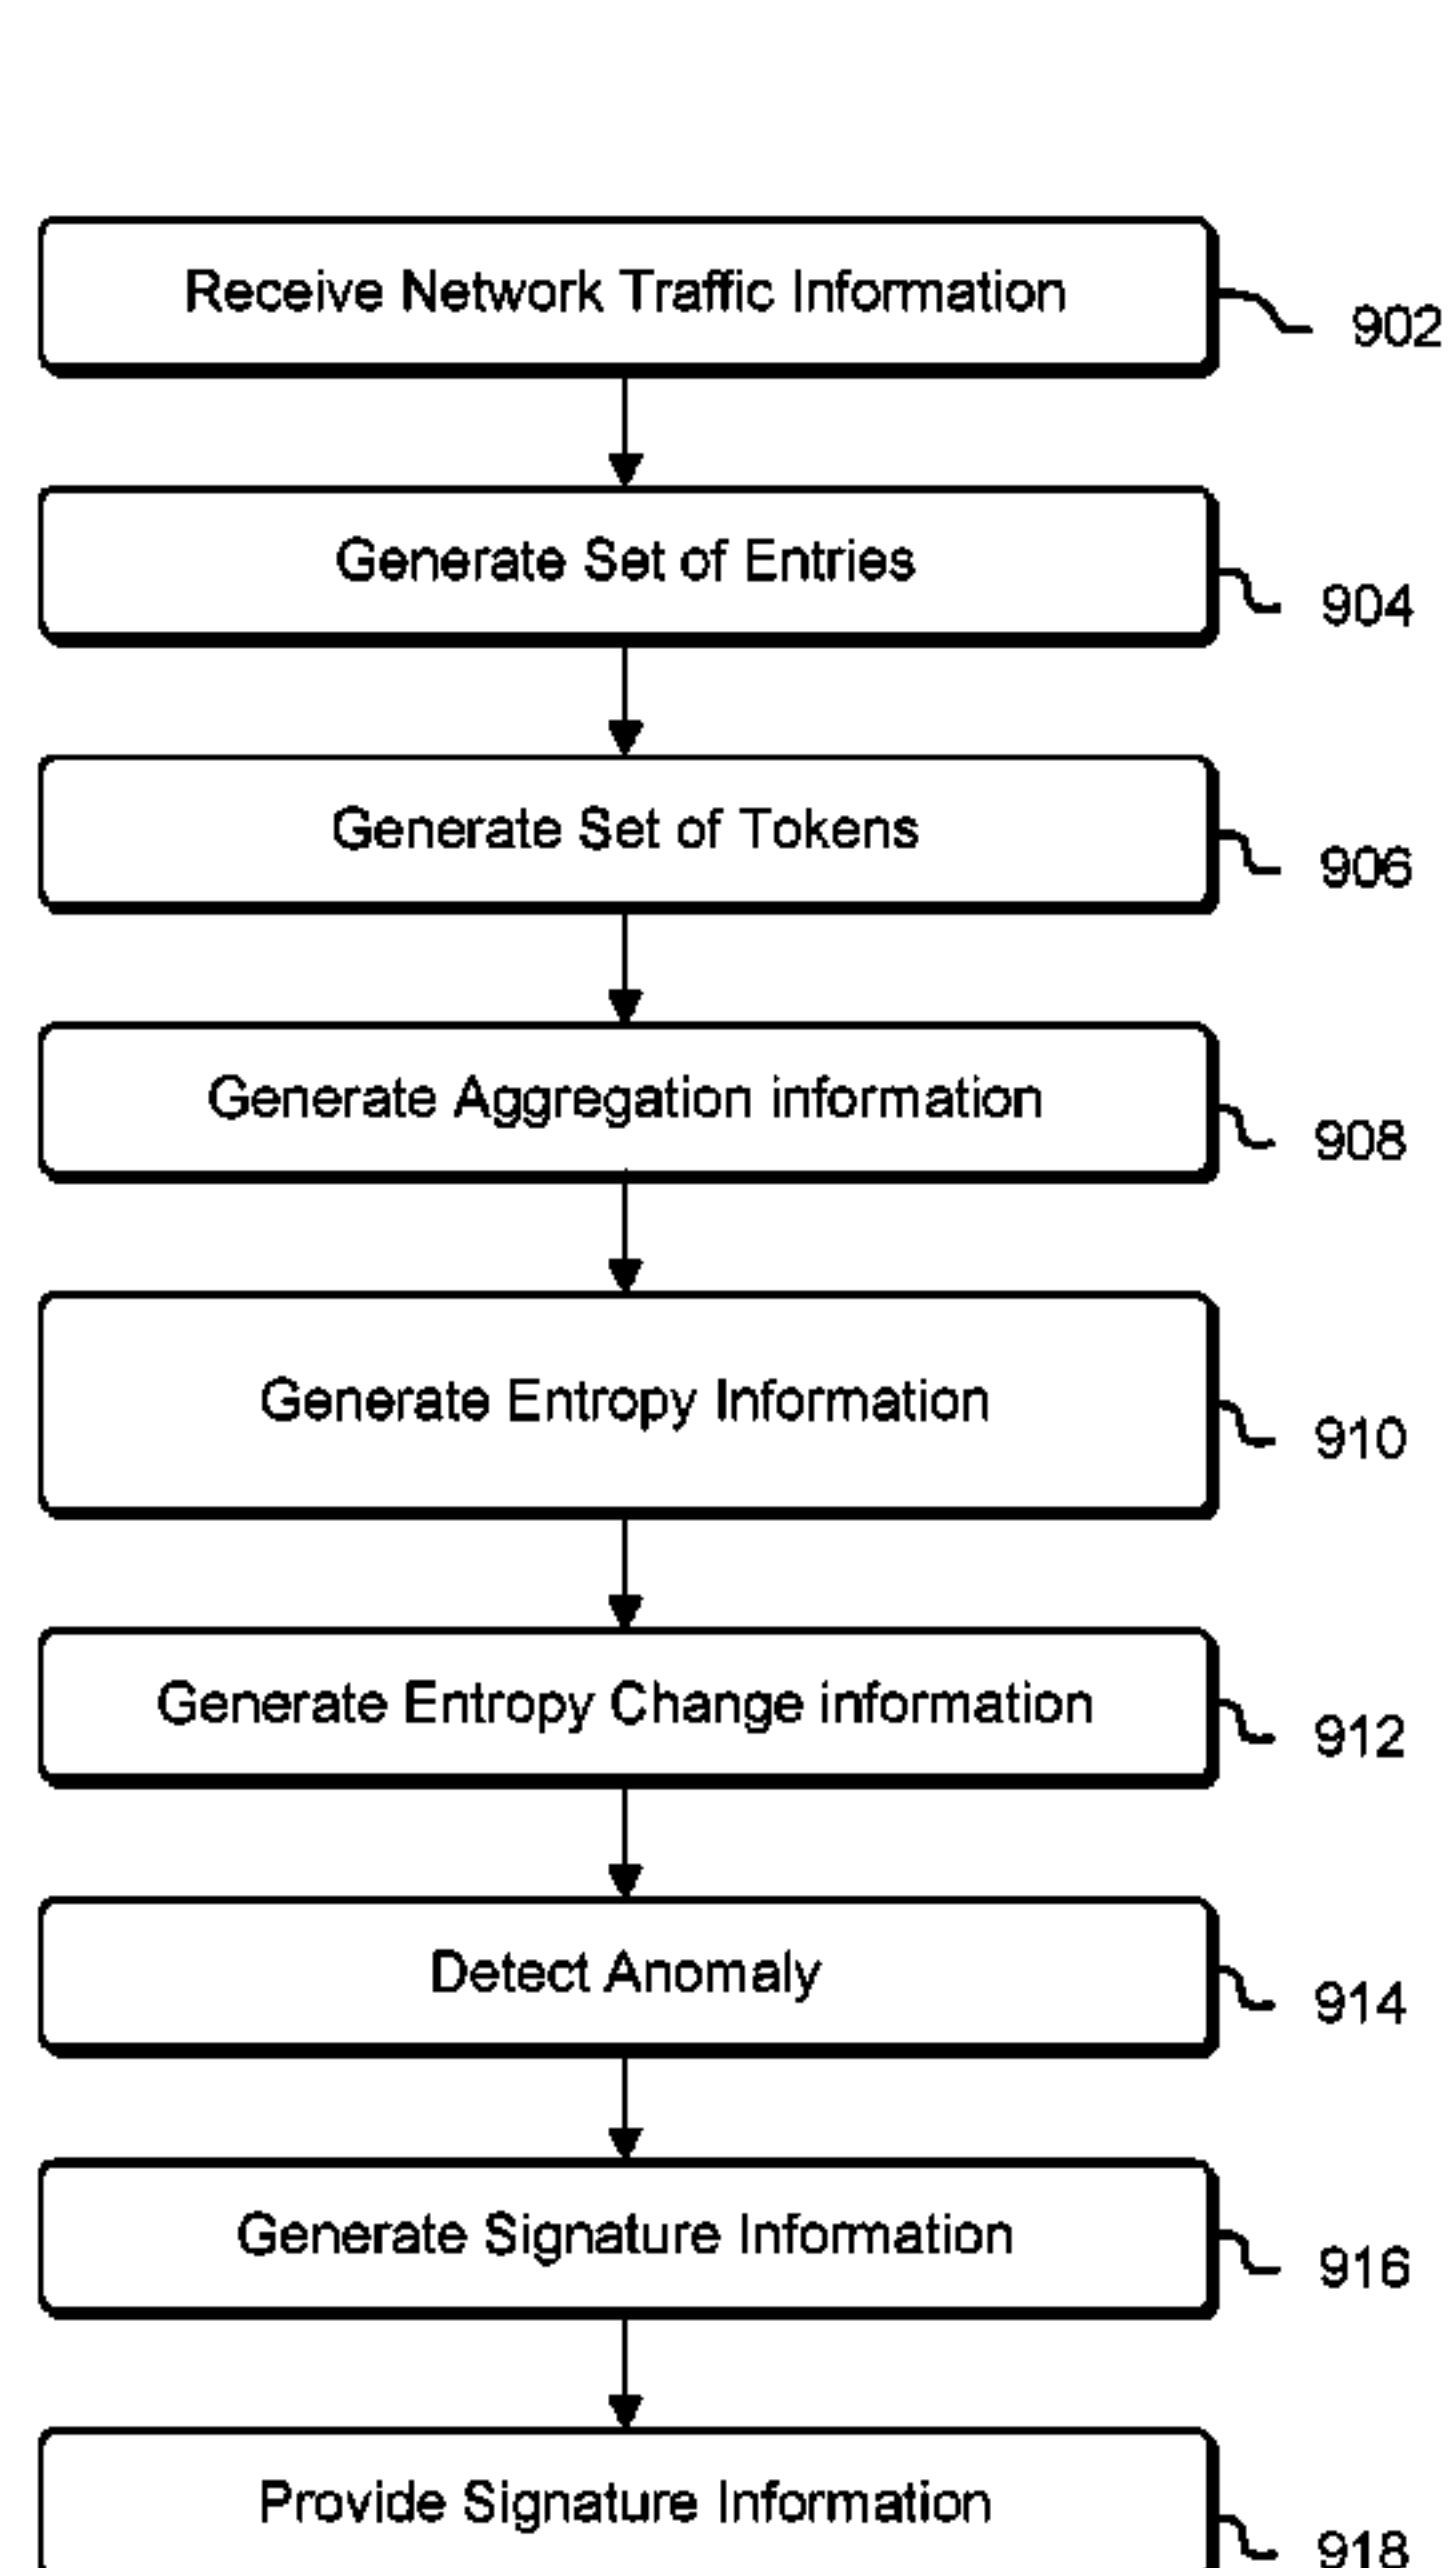 Receive Network Traffic Information
902
Generate Set of Entries
904
Generate Set of Tokens
906
Generate Aggregation information
908
Generate Entropy Information
910
Generate Entropy Change information
912
Detect Anomaly
914
Generate Signature Information
916
Provide Signature Information
918